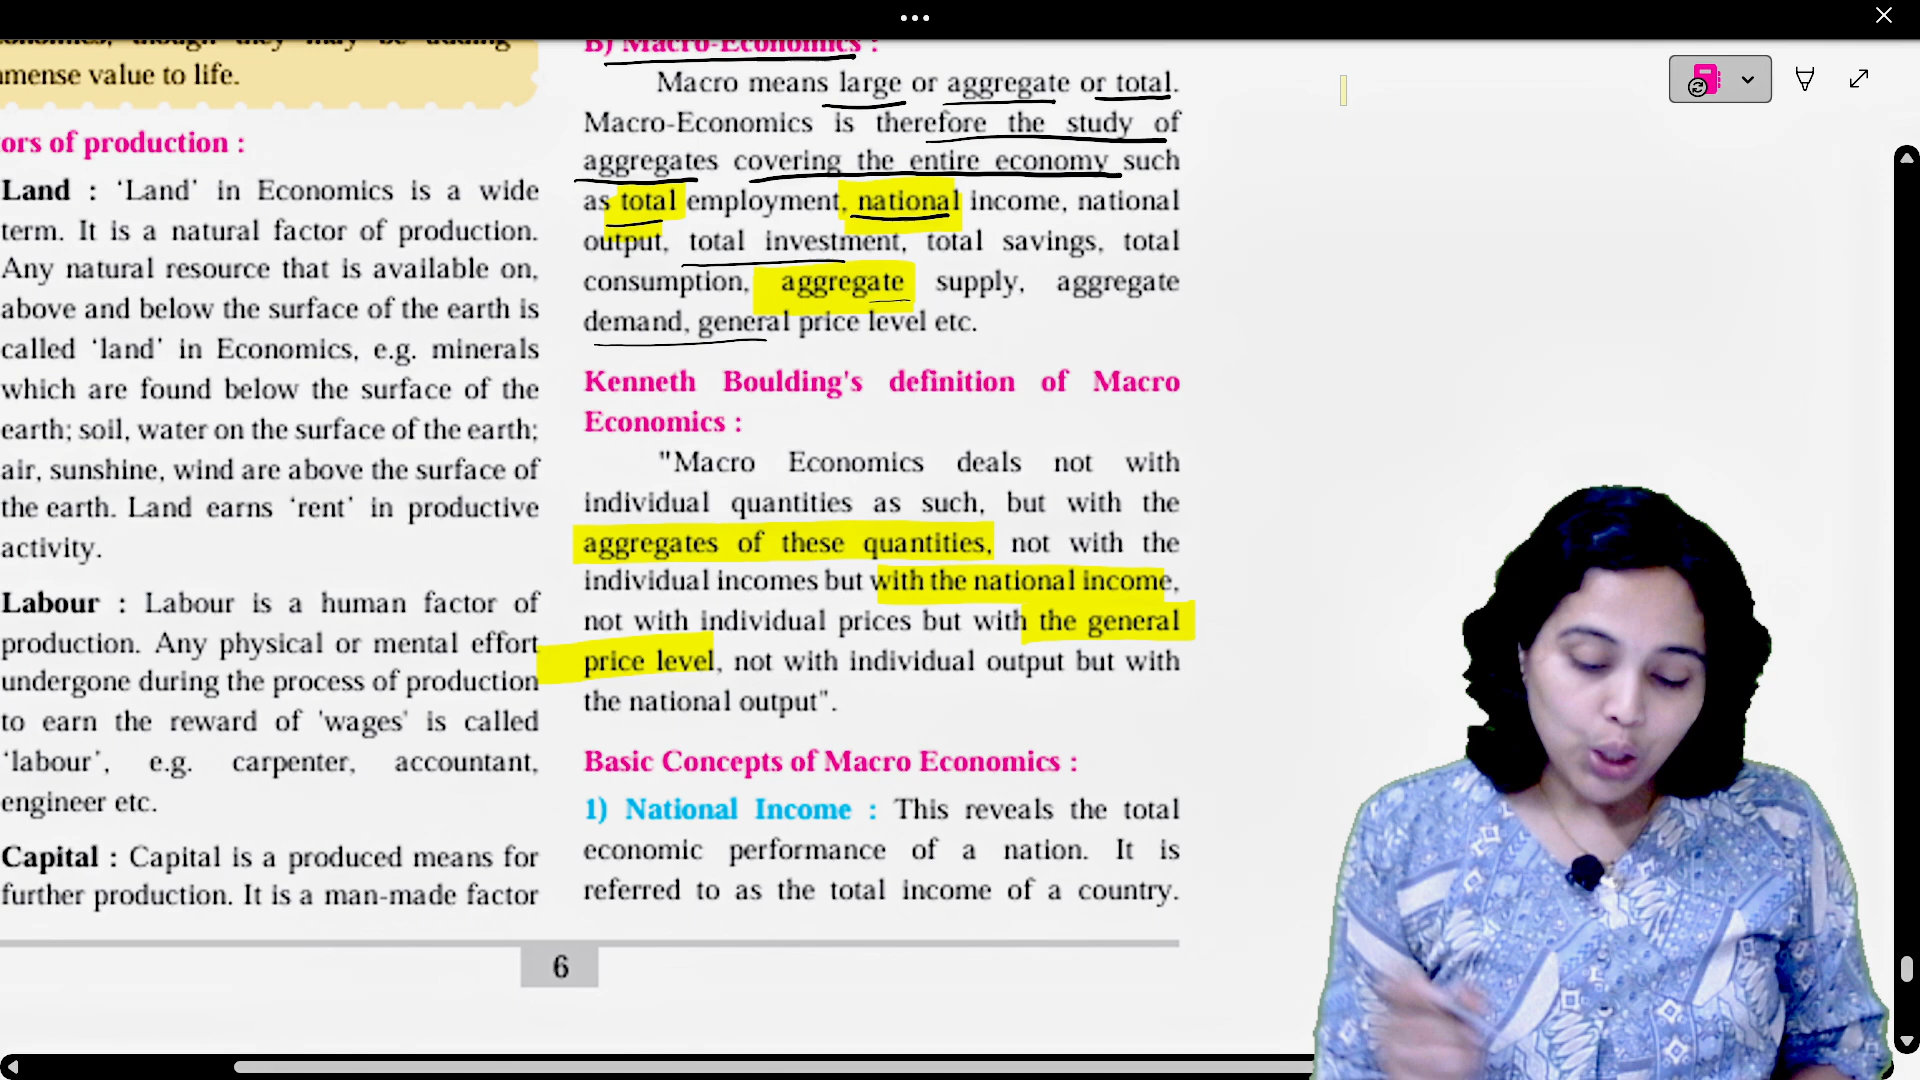 mmense value to life.
ors of production :
Land : ‘Land’ in Economics is a wide
term. It is a natural factor of production.
Any natural resource that is available on,
above and below the surface of the earth is
called ‘land’ in Economics, e.g. minerals
which are found below the surface of the
earth; soil, water on the surface of the earth;
air, sunshine, wind are above the surface of
the earth. Land earns ‘rent’ in productive
activity.
Labour : Labour is a human factor of
production. Any physical or mental effort
undergone during the process of production
to earn the reward of 'wages' is called
‘labour’, e.g. carpenter, accountant,
engineer etc.
Capital : Capital is a produced means for
further production. It is a man-made factor
B) Macro-Economics :
Macro means large or aggregate or total.
Macro-Economics is therefore the study of
aggregates covering the entire economy such
as total employment, national income, national
output, total investment, total savings, total
consumption, aggregate supply, aggregate
demand, general price level etc.
Kenneth Boulding's definition of Macro
Economics :
"Macro Economics deals not with
individual quantities as such, but with the
aggregates of these quantities, not with the
individual incomes but with the national income,
not with individual prices but with the general
price level, not with individual output but with
the national output".
Basic Concepts of Macro Economics :
1) National Income : This reveals the total
economic performance of a nation. It is
referred to as the total income of a country.
6